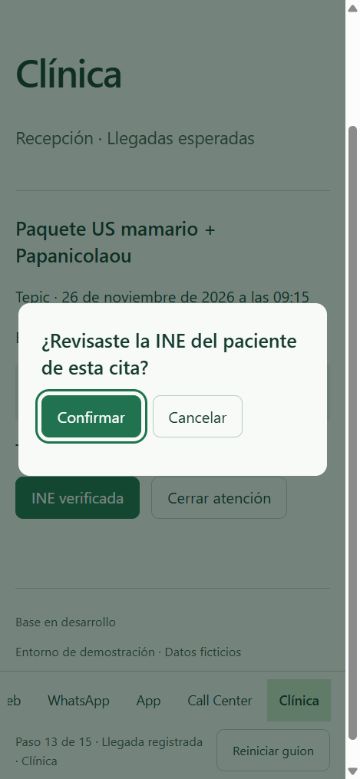 Clínica
Recepción · Llegadas esperadas
Paquete US mamario +
Papanicolaou
Tepic · 26 de noviembre de 2026 a las 09:15
¿Revisaste la INE del paciente
de esta cita?
Confirmar
Cancelar
INE verificada
Cerrar atención
Base en desarrollo
Entorno de demostración · Datos ficticios
eb
WhatsApp
App
Call Center
Clínica
Paso 13 de 15 · Llegada registrada
· Clínica
Reiniciar guion